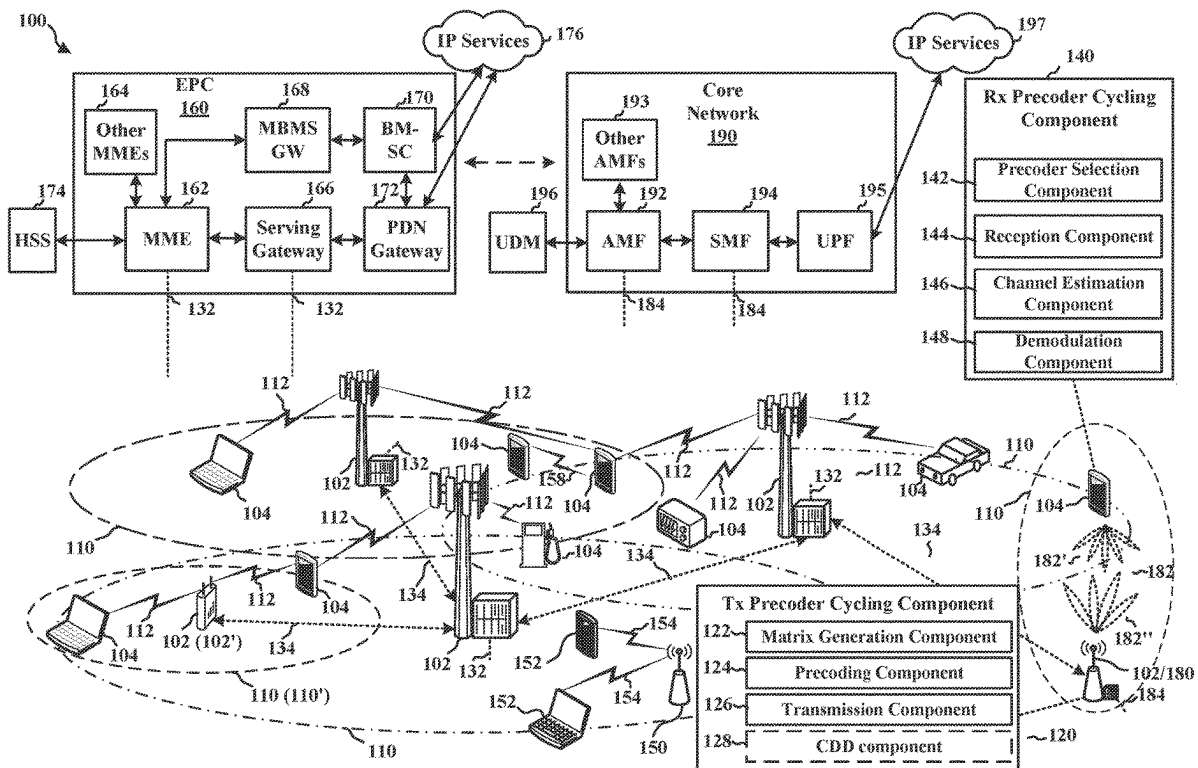 100
EPC
160
164
Other
MMEs
168
MBMS
GW
170
BM-
SC
IP Services
176
174
HSS
162
MME
166
Serving
Gateway
172
PDN
Gateway
132
132
Core
Network
190
193
Other
AMFs
196
UDM
192
AMF
194
SMF
195
UPF
184
184
IP Services
197
140
Rx Precoder Cycling
Component
142
Precoder Selection
Component
144
Reception Component
146
Channel Estimation
Component
148
Demodulation
Component
112
112
104
102
132
104
158
104
112
112
112
104
102
132
112
104
110
110
112
104
110
112
104
134
134
134
110
112
104
112
102 (102')
104
134
110 (110')
102
132
110
152
154
152
154
150
182'
182
182''
102/180
184
Tx Precoder Cycling Component
122
Matrix Generation Component
124
Precoding Component
126
Transmission Component
128
CDD component
120